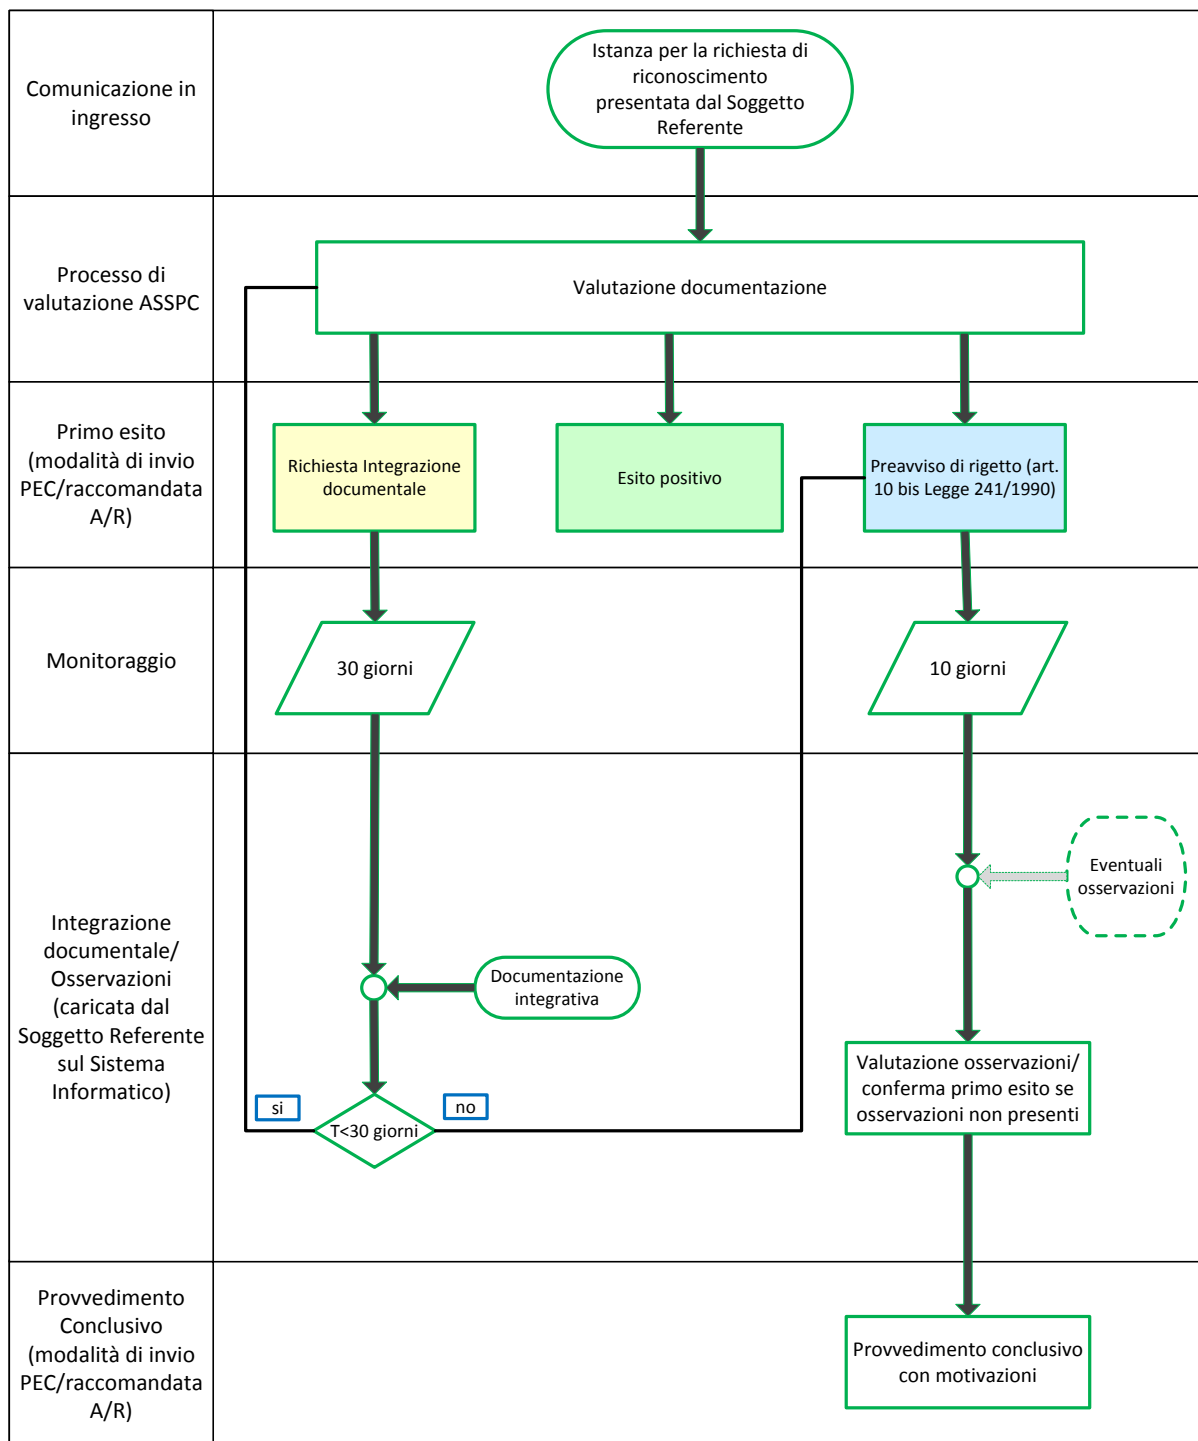 Comunicazione in
ingresso
Istanza per la richiesta di
riconoscimento
presentata dal Soggetto
Referente
Processo di
valutazione ASSPC
Valutazione documentazione
Primo esito
(modalità di invio
PEC/raccomandata
A/R)
Richiesta Integrazione
documentale
Esito positivo
Preavviso di rigetto (art.
10 bis Legge 241/1990)
Monitoraggio
30 giorni
10 giorni
Integrazione
documentale/
Osservazioni
(caricata dal
Soggetto Referente
sul Sistema
Informatico)
Eventuali
osservazioni
Documentazione
integrativa
si
T<30 giorni
no
Valutazione osservazioni/
conferma primo esito se
osservazioni non presenti
Provvedimento
Conclusivo
(modalità di invio
PEC/raccomandata
A/R)
Provvedimento conclusivo
con motivazioni